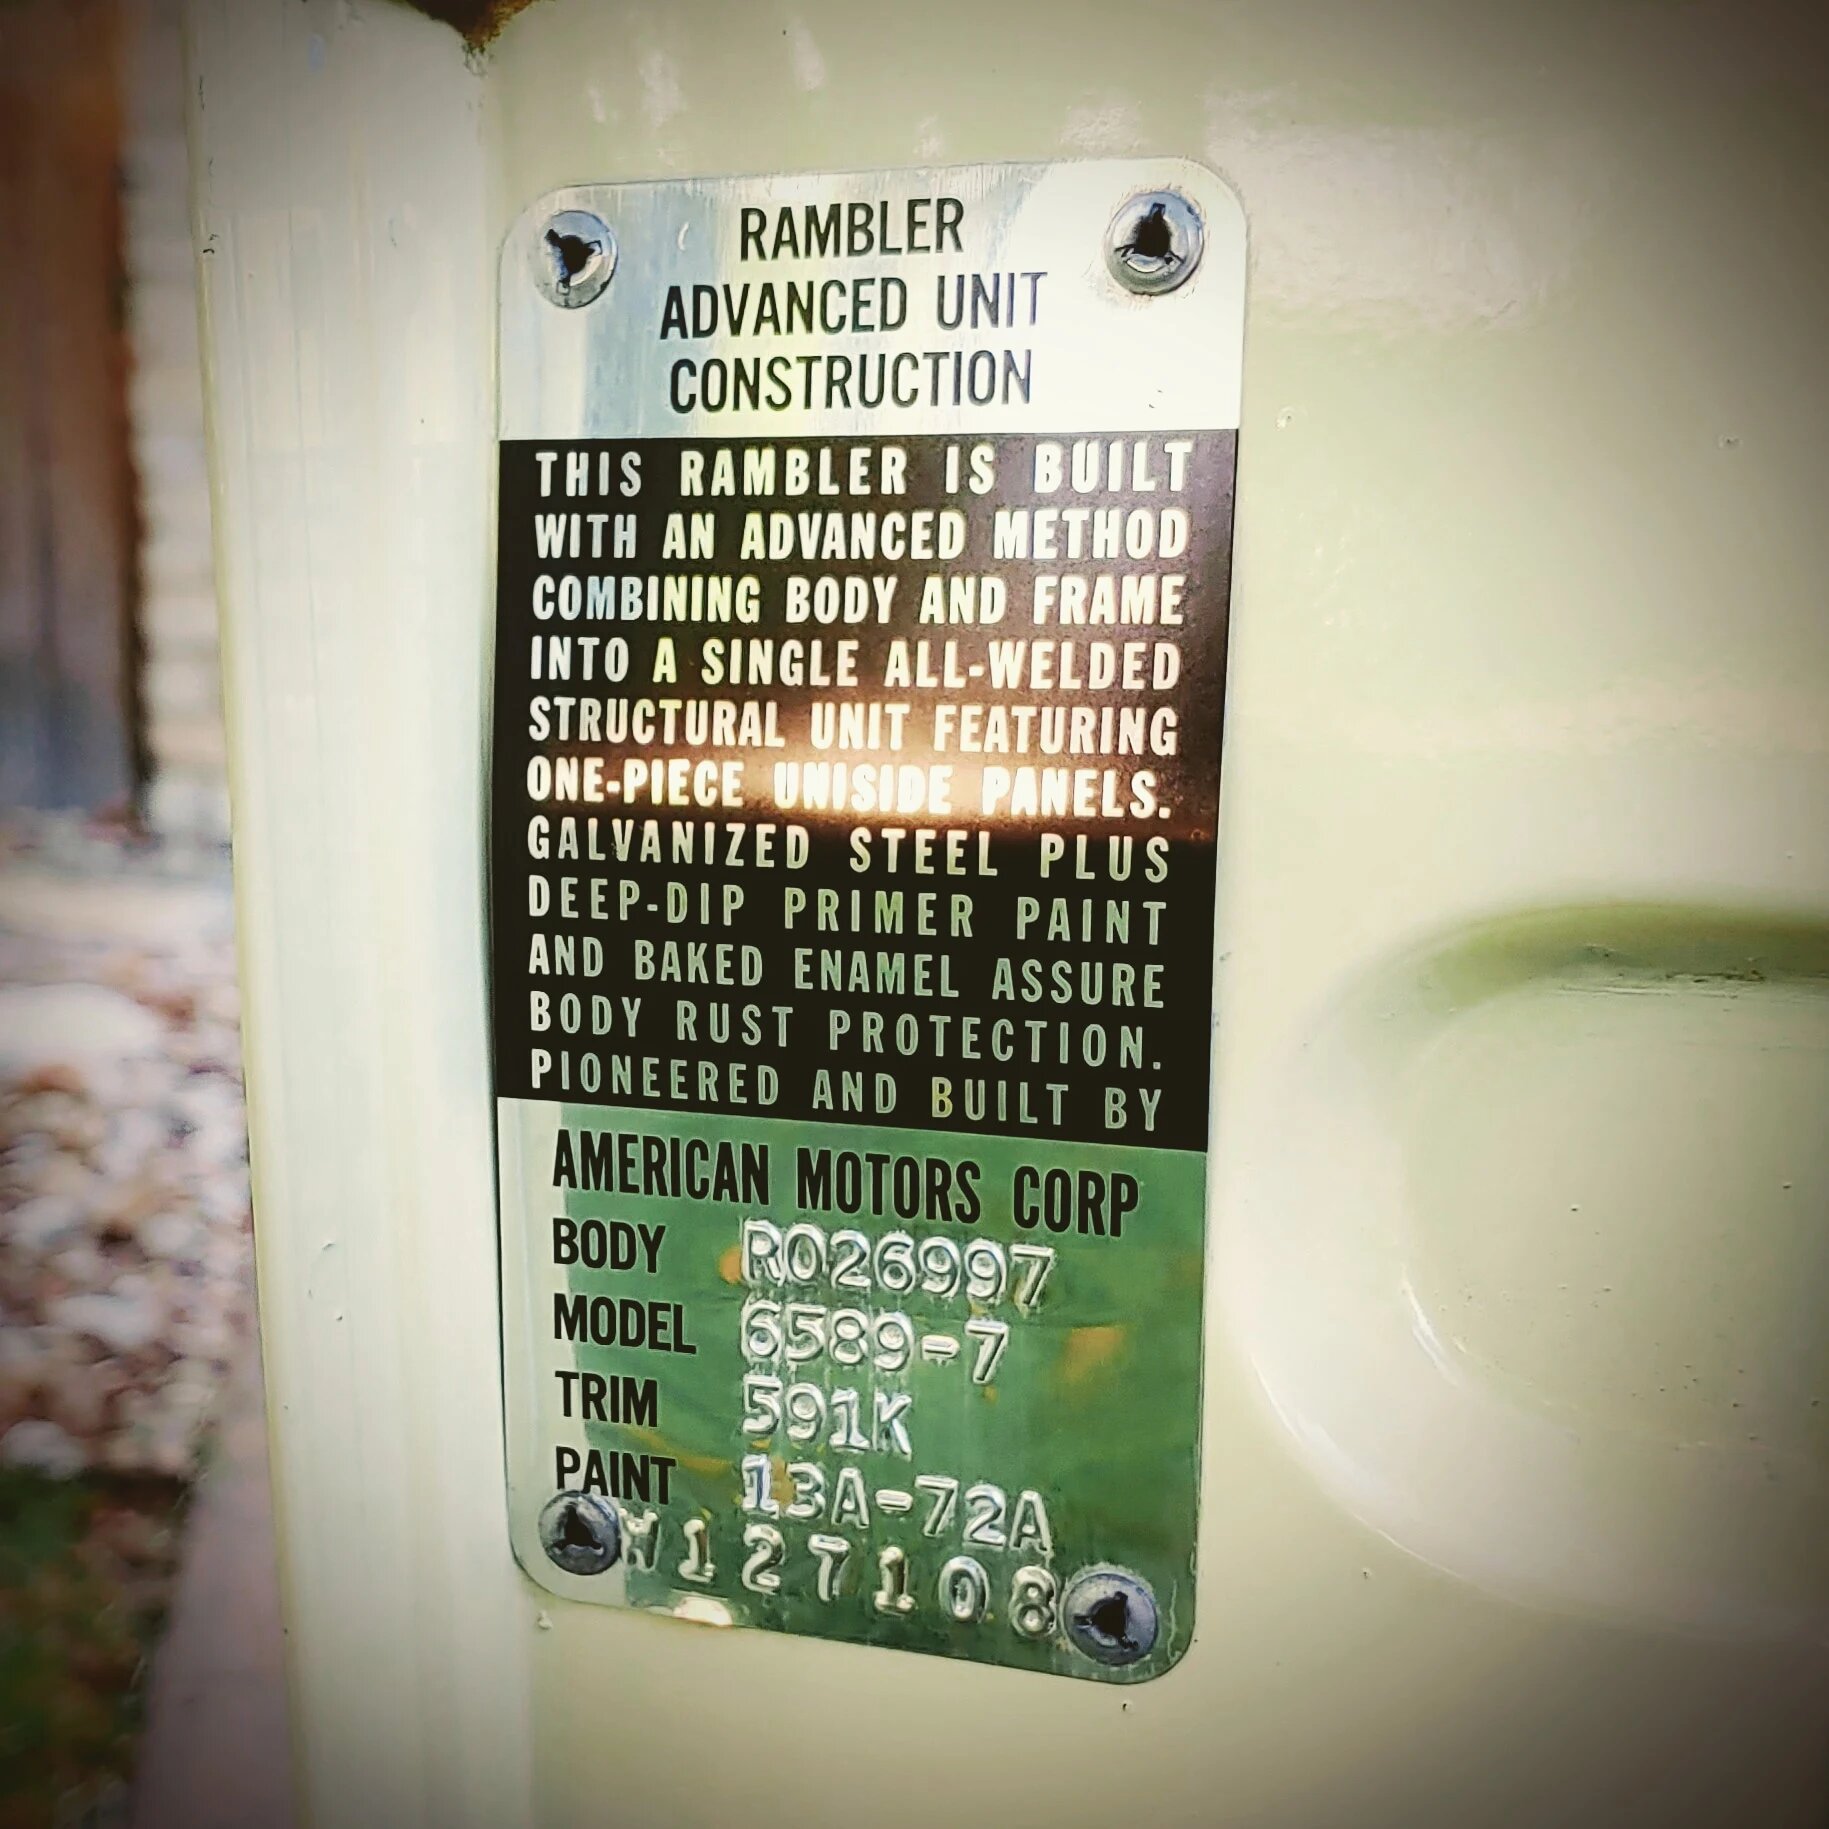 RAMBLER
ADVANCED UNIT
CONSTRUCTION
THIS RAMBLER IS BUILT
WITH AN ADVANCED METHOD
COMBINING BODY AND FRAME
INTO A SINGLE ALL-WELDED
STRUCTURAL UNIT FEATURING
ONE-PIECE UNISIDE PANELS.
GALVANIZED STEEL PLUS
DEEP-DIP PRIMER PAINT
AND BAKED ENAMEL ASSURE
BODY RUST PROTECTION.
PIONEERED AND BUILT BY
AMERICAN MOTORS CORP
BODY R026997
MODEL 6589-7
TRIM 591K
PAINT 13A-72A
W127108